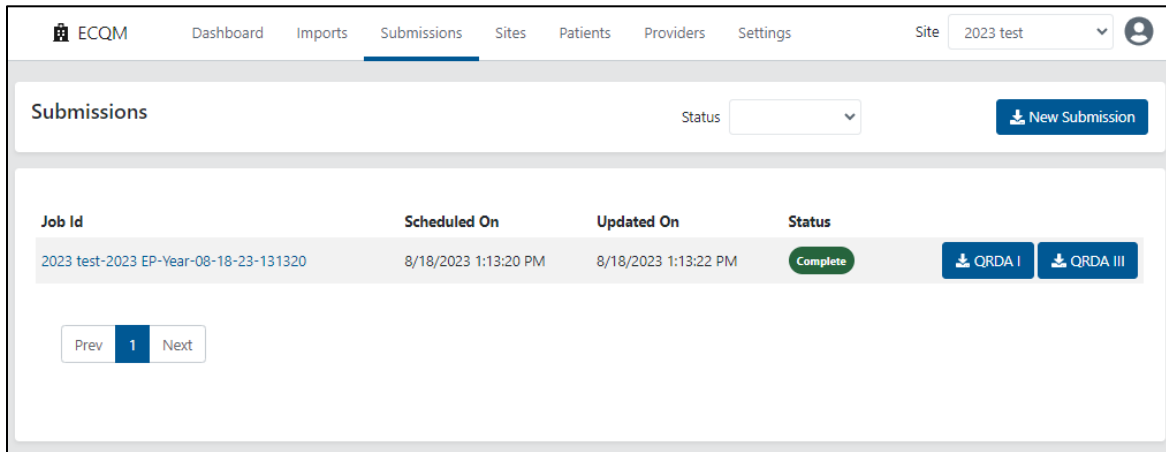 ECQM Dashboard Imports Submissions Sites Patients Providers Settings Site 2023 test
Submissions Status New Submission
Job Id Scheduled On Updated On Status
2023 test-2023 EP-Year-08-18-23-131320 8/18/2023 1:13:20 PM 8/18/2023 1:13:22 PM Complete QRDA I QRDA III
Prev 1 Next